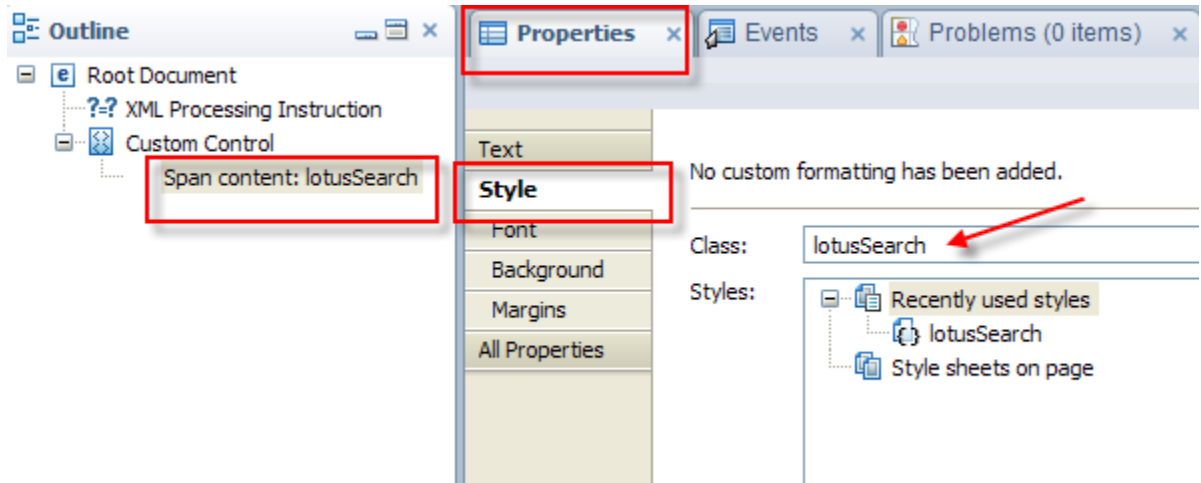 Outline
Root Document
?=? XML Processing Instruction
Custom Control
Span content: lotusSearch
Properties
Events
Problems (0 items)
Text
Style
Font
Background
Margins
All Properties
No custom formatting has been added.
Class: lotusSearch
Styles:
Recently used styles
lotusSearch
Style sheets on page